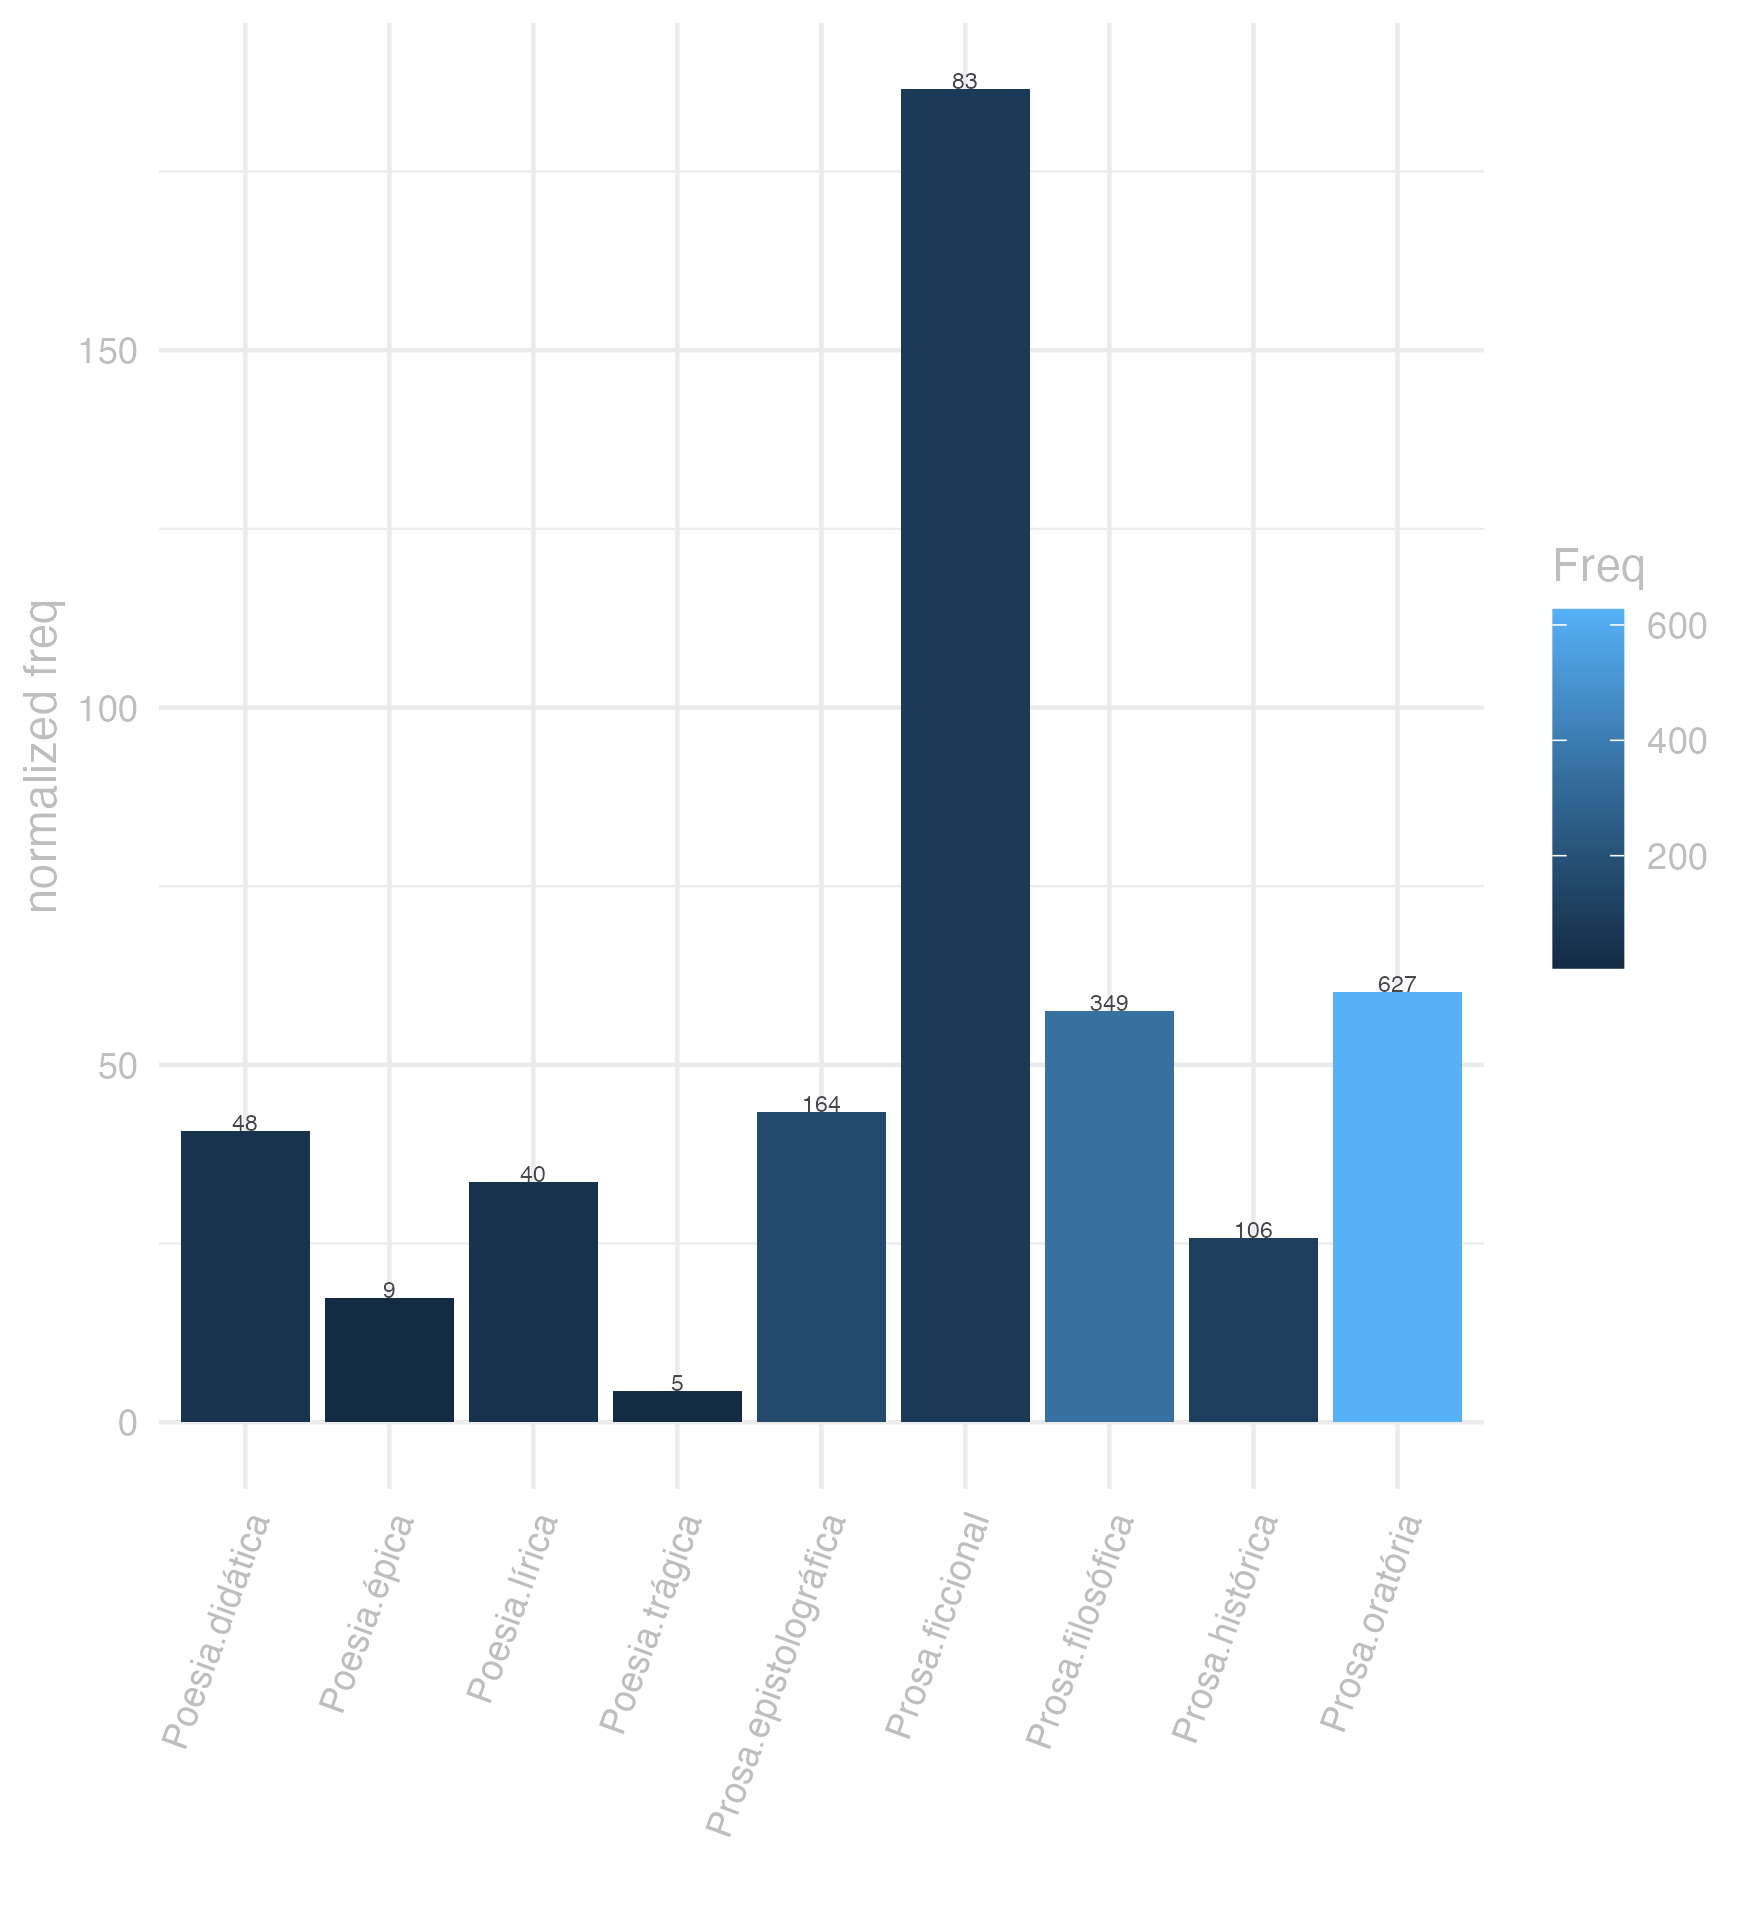 83
150
Freq
600
normalized freq
100
400
200
627
349
50
164
48
40
106
9
5
0
Poesia.didática
Poesia.épica
Poesia.lírica
Poesia.trágica
Prosa.epistolográfica
Prosa.ficcional
Prosa.filosófica
Prosa.histórica
Prosa.oratória